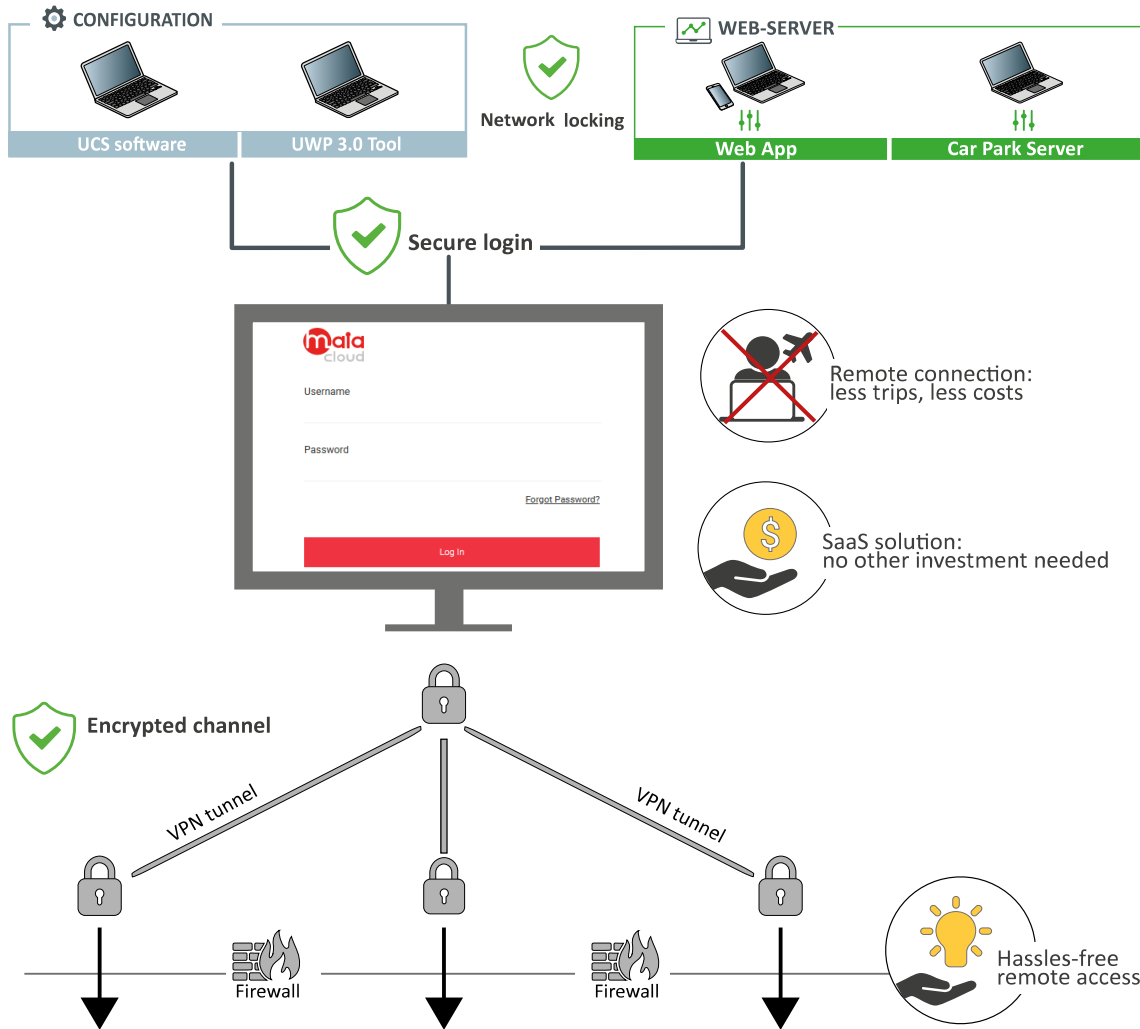 CONFIGURATION
WEB-SERVER
Network locking
UCS software
UWP 3.0 Tool
Web App
Car Park Server
Secure login
maia
cloud
Username
Password
Forgot Password?
Log In
Remote connection:
less trips, less costs
SaaS solution:
no other investment needed
Encrypted channel
VPN tunnel
VPN tunnel
Firewall
Firewall
Hassles-free
remote access